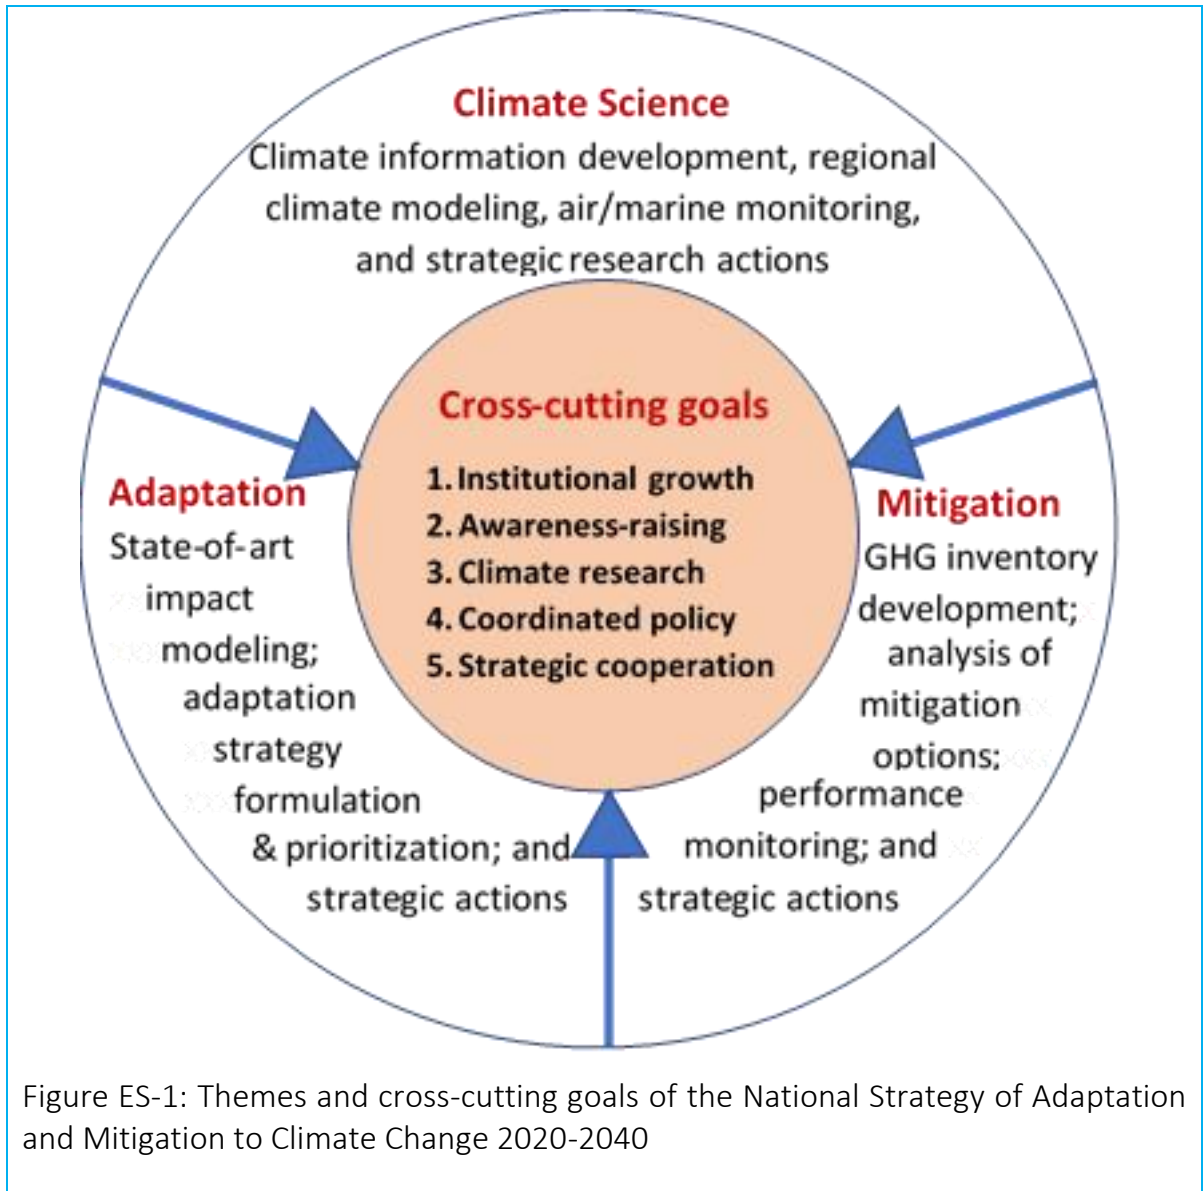 Climate Science
Climate information development, regional
climate modeling, air/marine monitoring,
and strategic research actions
Cross-cutting goals
1. Institutional growth
2. Awareness-raising
3. Climate research
4. Coordinated policy
5. Strategic cooperation
Adaptation
State-of-art
impact
modeling;
adaptation
strategy
formulation
& prioritization; and
strategic actions
Mitigation
GHG inventory
development;
analysis of
mitigation
options;
performance
monitoring; and
strategic actions
Figure ES-1: Themes and cross-cutting goals of the National Strategy of Adaptation
and Mitigation to Climate Change 2020-2040